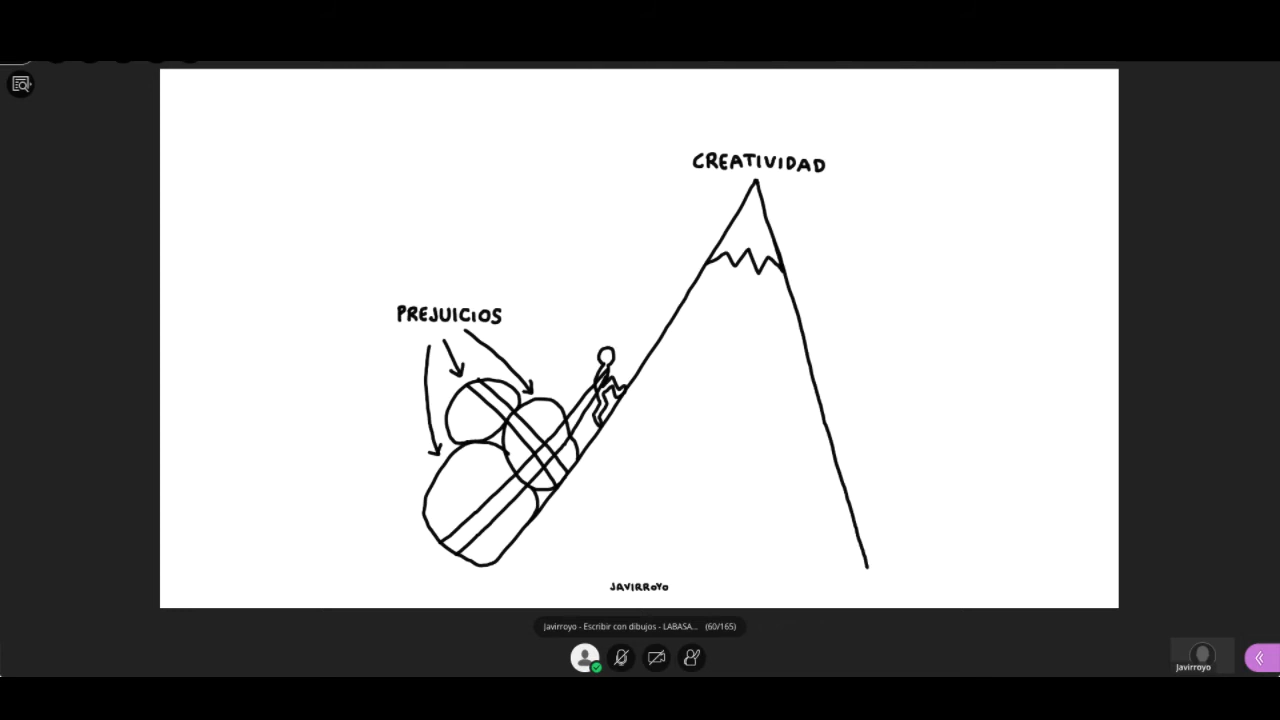 CREATIVIDAD
PREJUICIOS
JAVIRROYO
Javirroyo - Escribir con dibujos - LABASA... (60/165)
Javirroyo